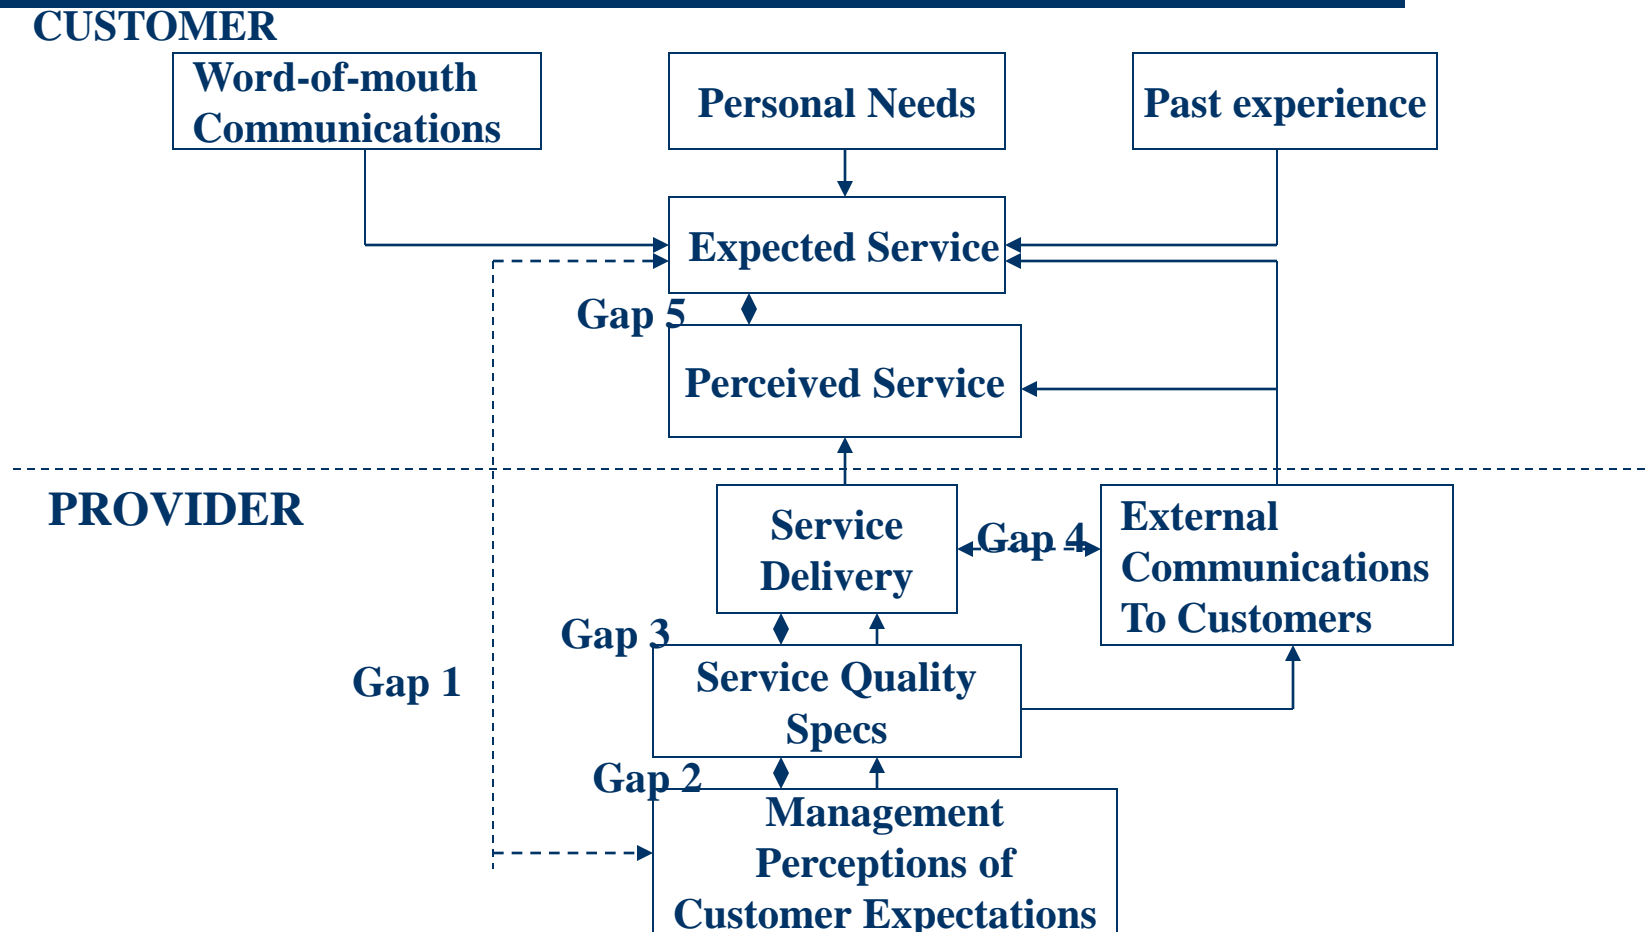 CUSTOMER
Word-of-mouth
Communications
Personal Needs
Past experience
Expected Service
Gap 5
Perceived Service
PROVIDER
Service
Delivery
Gap 4
External
Communications
To Customers
Gap 3
Gap 1
Service Quality
Specs
Gap 2
Management
Perceptions of
Customer Expectations